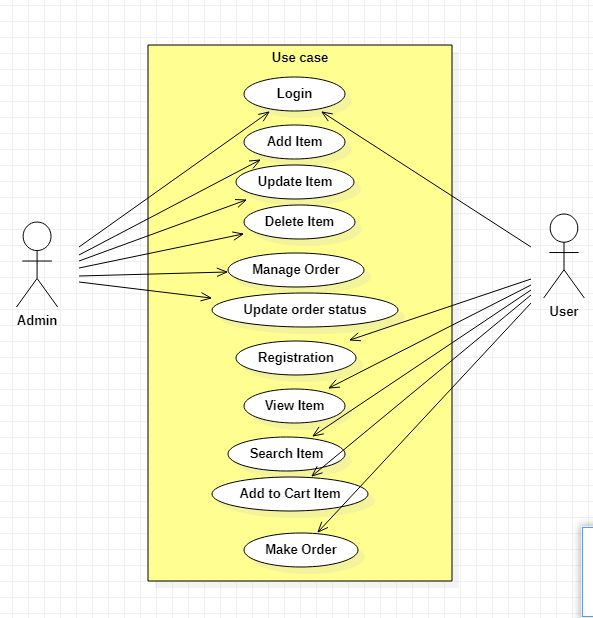 Use case
Login
Add Item
Update Item
Delete Item
Manage Order
Update order status
Registration
View Item
Search Item
Add to Cart Item
Make Order
Admin
User